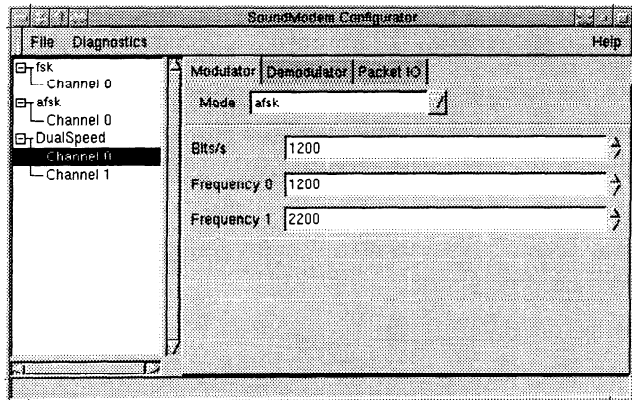 SoundModem Configurator
File Diagnostics Help
fsk
Channel 0
afsk
Channel 0
DualSpeed
Channel 0
Channel 1
Modulator Demodulator Packet IO
Mode afsk
Bits/s 1200
Frequency 0 1200
Frequency 1 2200